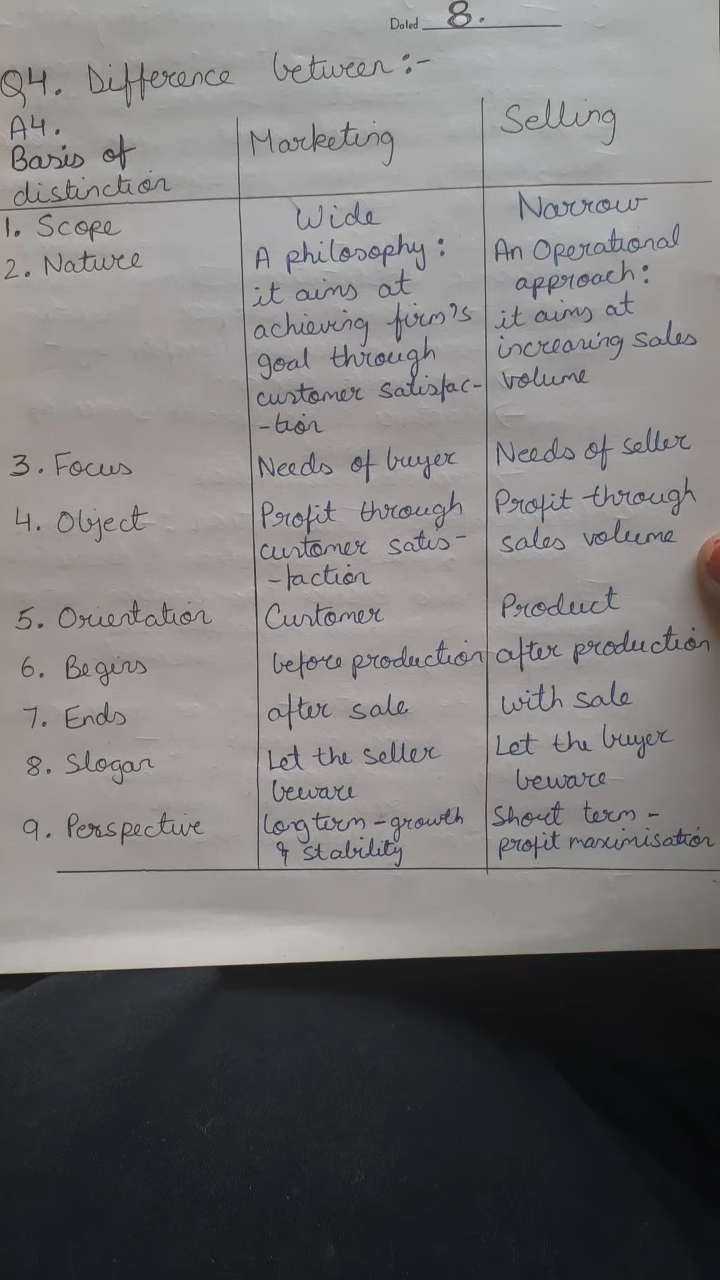 Dated 8.
Q4. Difference between:-
A4.
Basis of distinction | Marketing | Selling
1. Scope | Wide | Narrow
2. Nature | A philosophy: | An Operational
it aims at | approach:
achieving firm's | it aims at
goal through | increasing sales
customer satisfac- | volume
-tion
3. Focus | Needs of buyer | Needs of seller
4. Object | Profit through | Profit through
customer satis- | sales volume
-faction
5. Orientation | Customer | Product
6. Begins | before production | after production
7. Ends | after sale | with sale
8. Slogan | Let the seller | Let the buyer
beware | beware
9. Perspective | Long term - growth | Short term -
& stability | profit maximisation